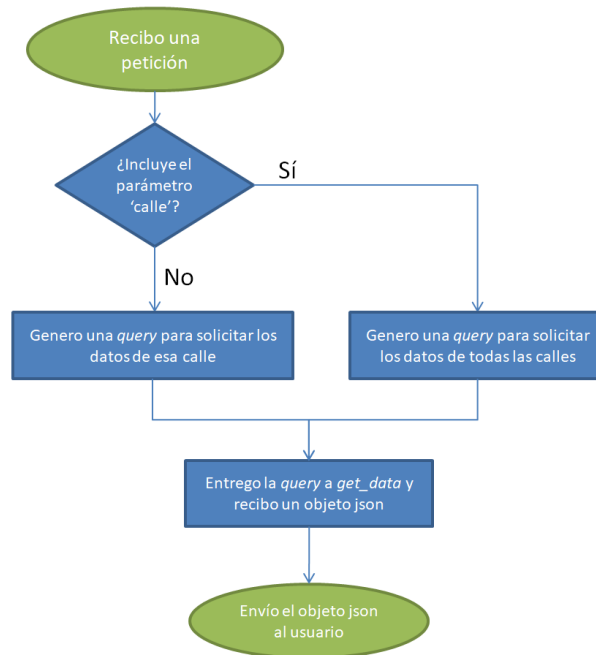 Recibo una
petición
¿Incluye el
parámetro
‘calle’?
Sí
No
Genero una query para solicitar los
datos de esa calle
Genero una query para solicitar
los datos de todas las calles
Entrego la query a get_data y
recibo un objeto json
Envío el objeto json
al usuario